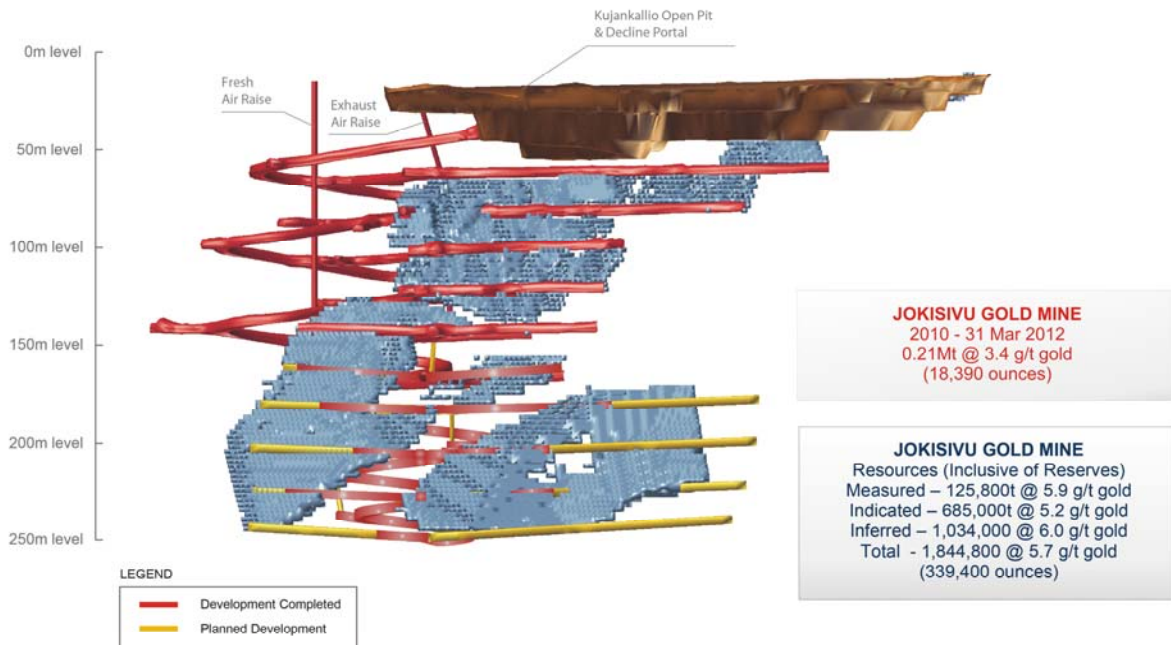 Kujankallio Open Pit
& Decline Portal
0m level
Fresh
Air Raise
Exhaust
Air Raise
50m level
100m level
150m level
200m level
250m level
JOKISIVU GOLD MINE
2010 - 31 Mar 2012
0.21Mt @ 3.4 g/t gold
(18,390 ounces)
JOKISIVU GOLD MINE
Resources (Inclusive of Reserves)
Measured – 125,800t @ 5.9 g/t gold
Indicated – 685,000t @ 5.2 g/t gold
Inferred – 1,034,000 @ 6.0 g/t gold
Total - 1,844,800 @ 5.7 g/t gold
(339,400 ounces)
LEGEND
Development Completed
Planned Development